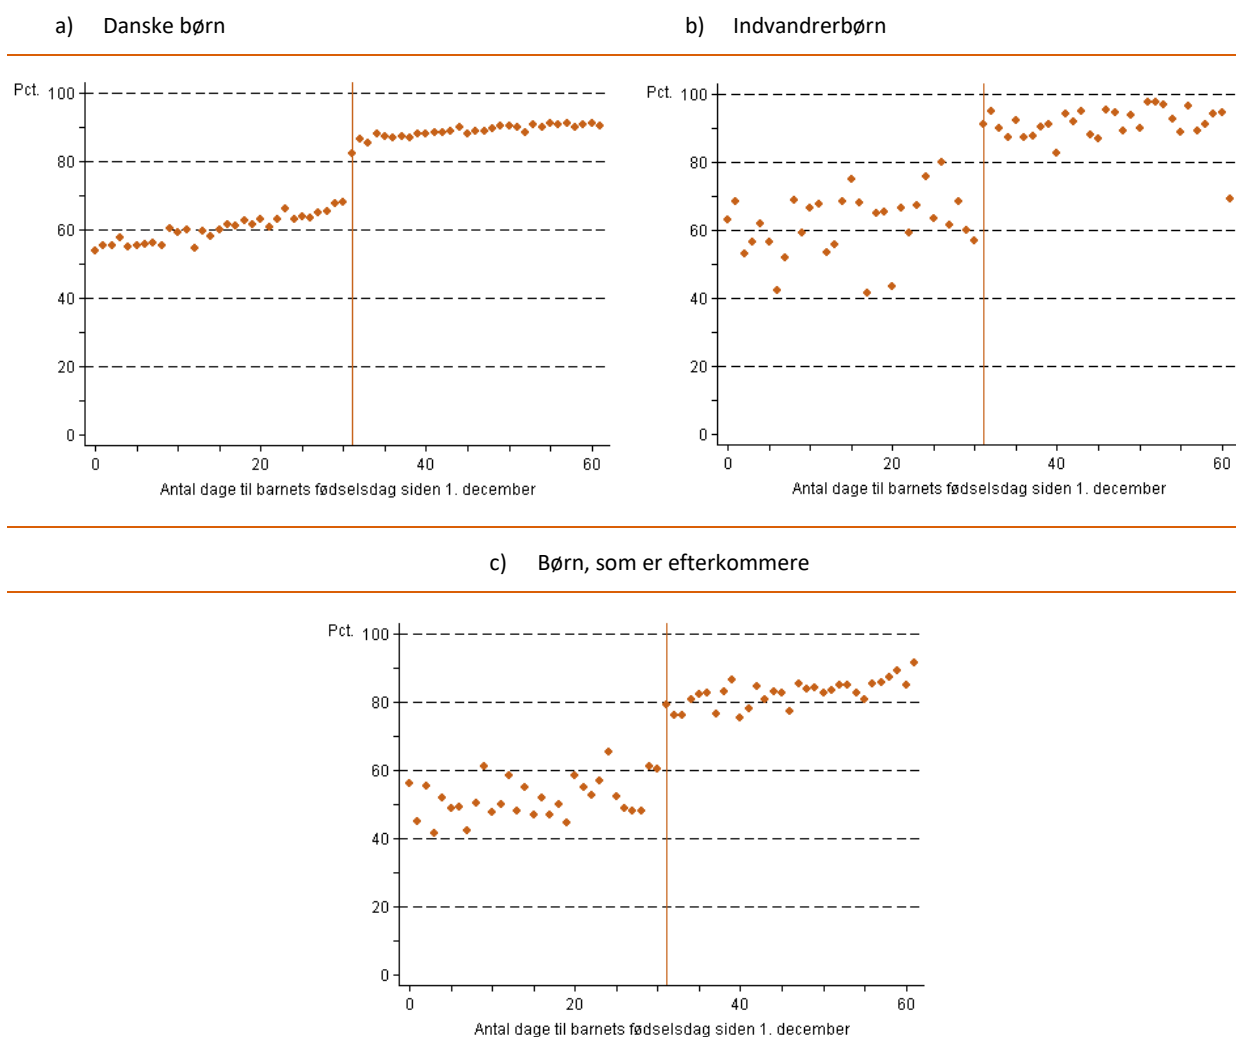 a) Danske børn
b) Indvandrerbørn
Pct. 100
80
60
40
20
0
0 20 40 60
Antal dage til barnets fødselsdag siden 1. december
Pct. 100
80
60
40
20
0
0 20 40 60
Antal dage til barnets fødselsdag siden 1. december
c) Børn, som er efterkommere
Pct. 100
80
60
40
20
0
0 20 40 60
Antal dage til barnets fødselsdag siden 1. december